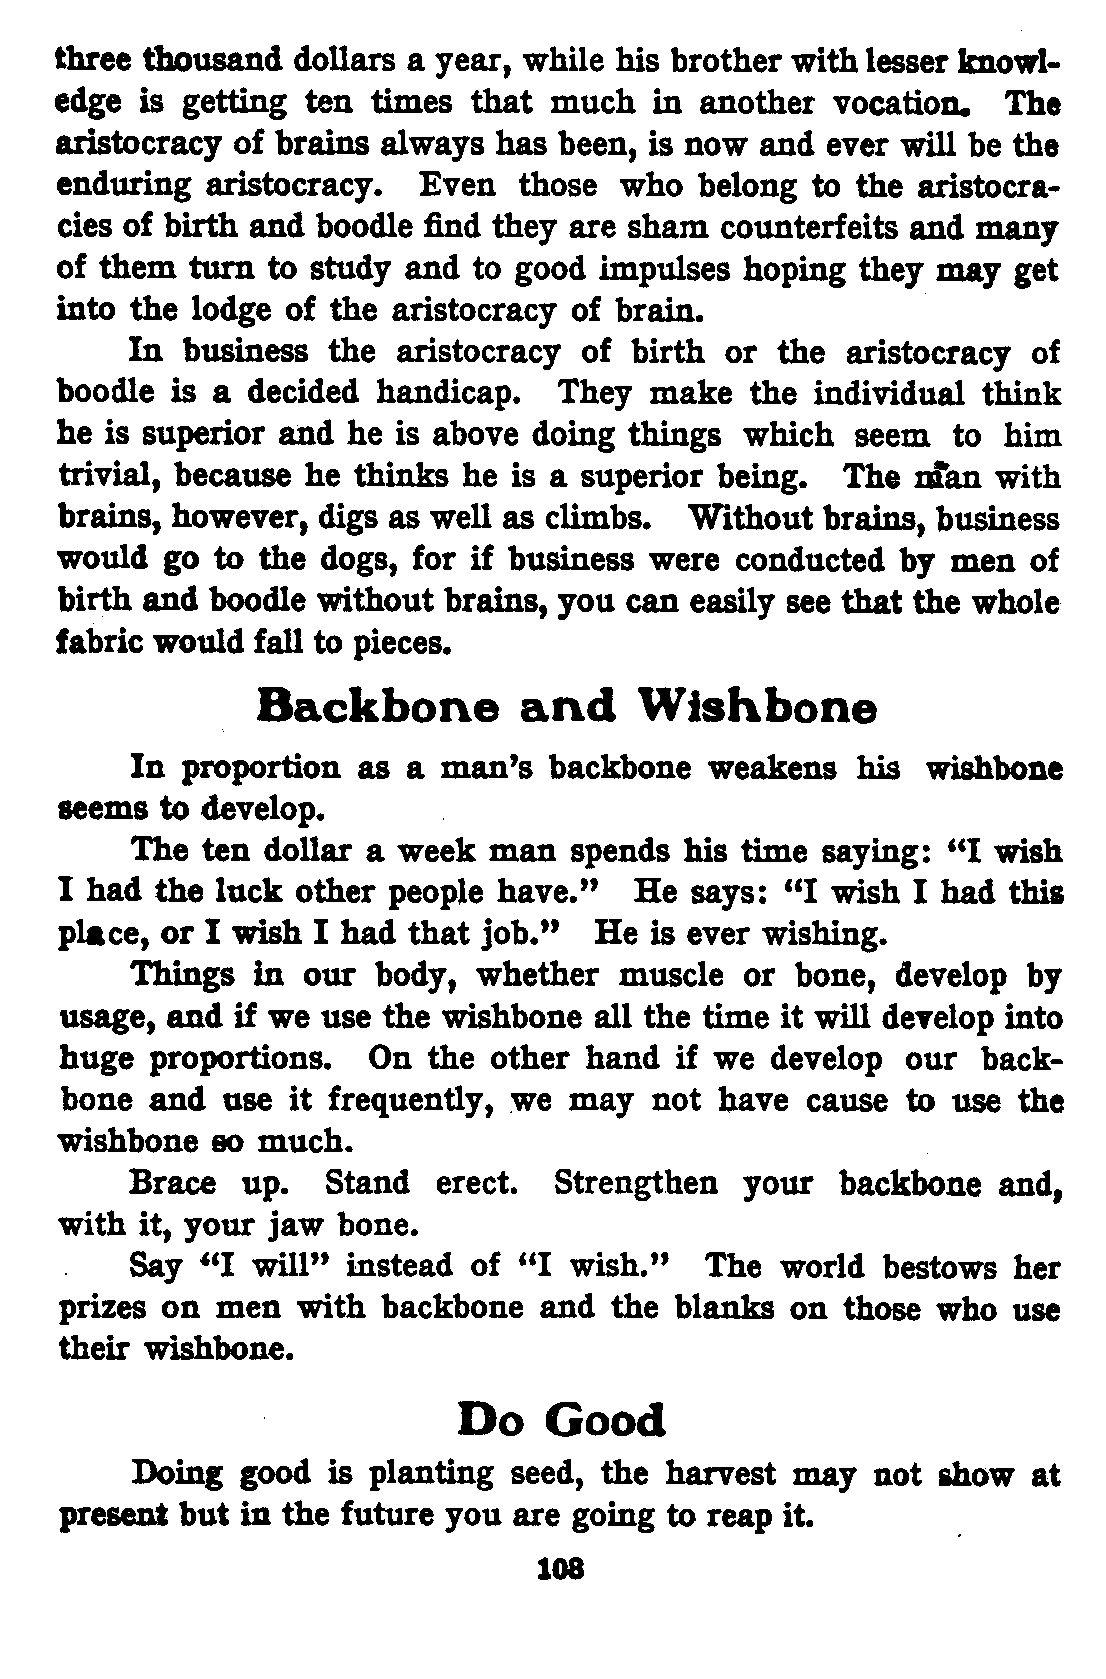 three thousand dollars a year, while his brother with lesser knowl-
edge is getting ten times that much in another vocation. The
aristocracy of brains always has been, is now and ever will be the
enduring aristocracy. Even those who belong to the aristocra-
cies of birth and boodle find they are sham counterfeits and many
of them turn to study and to good impulses hoping they may get
into the lodge of the aristocracy of brain.
In business the aristocracy of birth or the aristocracy of
boodle is a decided handicap. They make the individual think
he is superior and he is above doing things which seem to him
trivial, because he thinks he is a superior being. The man with
brains, however, digs as well as climbs. Without brains, business
would go to the dogs, for if business were conducted by men of
birth and boodle without brains, you can easily see that the whole
fabric would fall to pieces.
Backbone and Wishbone
In proportion as a man's backbone weakens his wishbone
seems to develop.
The ten dollar a week man spends his time saying: "I wish
I had the luck other people have." He says: "I wish I had this
place, or I wish I had that job." He is ever wishing.
Things in our body, whether muscle or bone, develop by
usage, and if we use the wishbone all the time it will develop into
huge proportions. On the other hand if we develop our back-
bone and use it frequently, we may not have cause to use the
wishbone so much.
Brace up. Stand erect. Strengthen your backbone and,
with it, your jaw bone.
Say "I will" instead of "I wish." The world bestows her
prizes on men with backbone and the blanks on those who use
their wishbone.
Do Good
Doing good is planting seed, the harvest may not show at
present but in the future you are going to reap it.
108